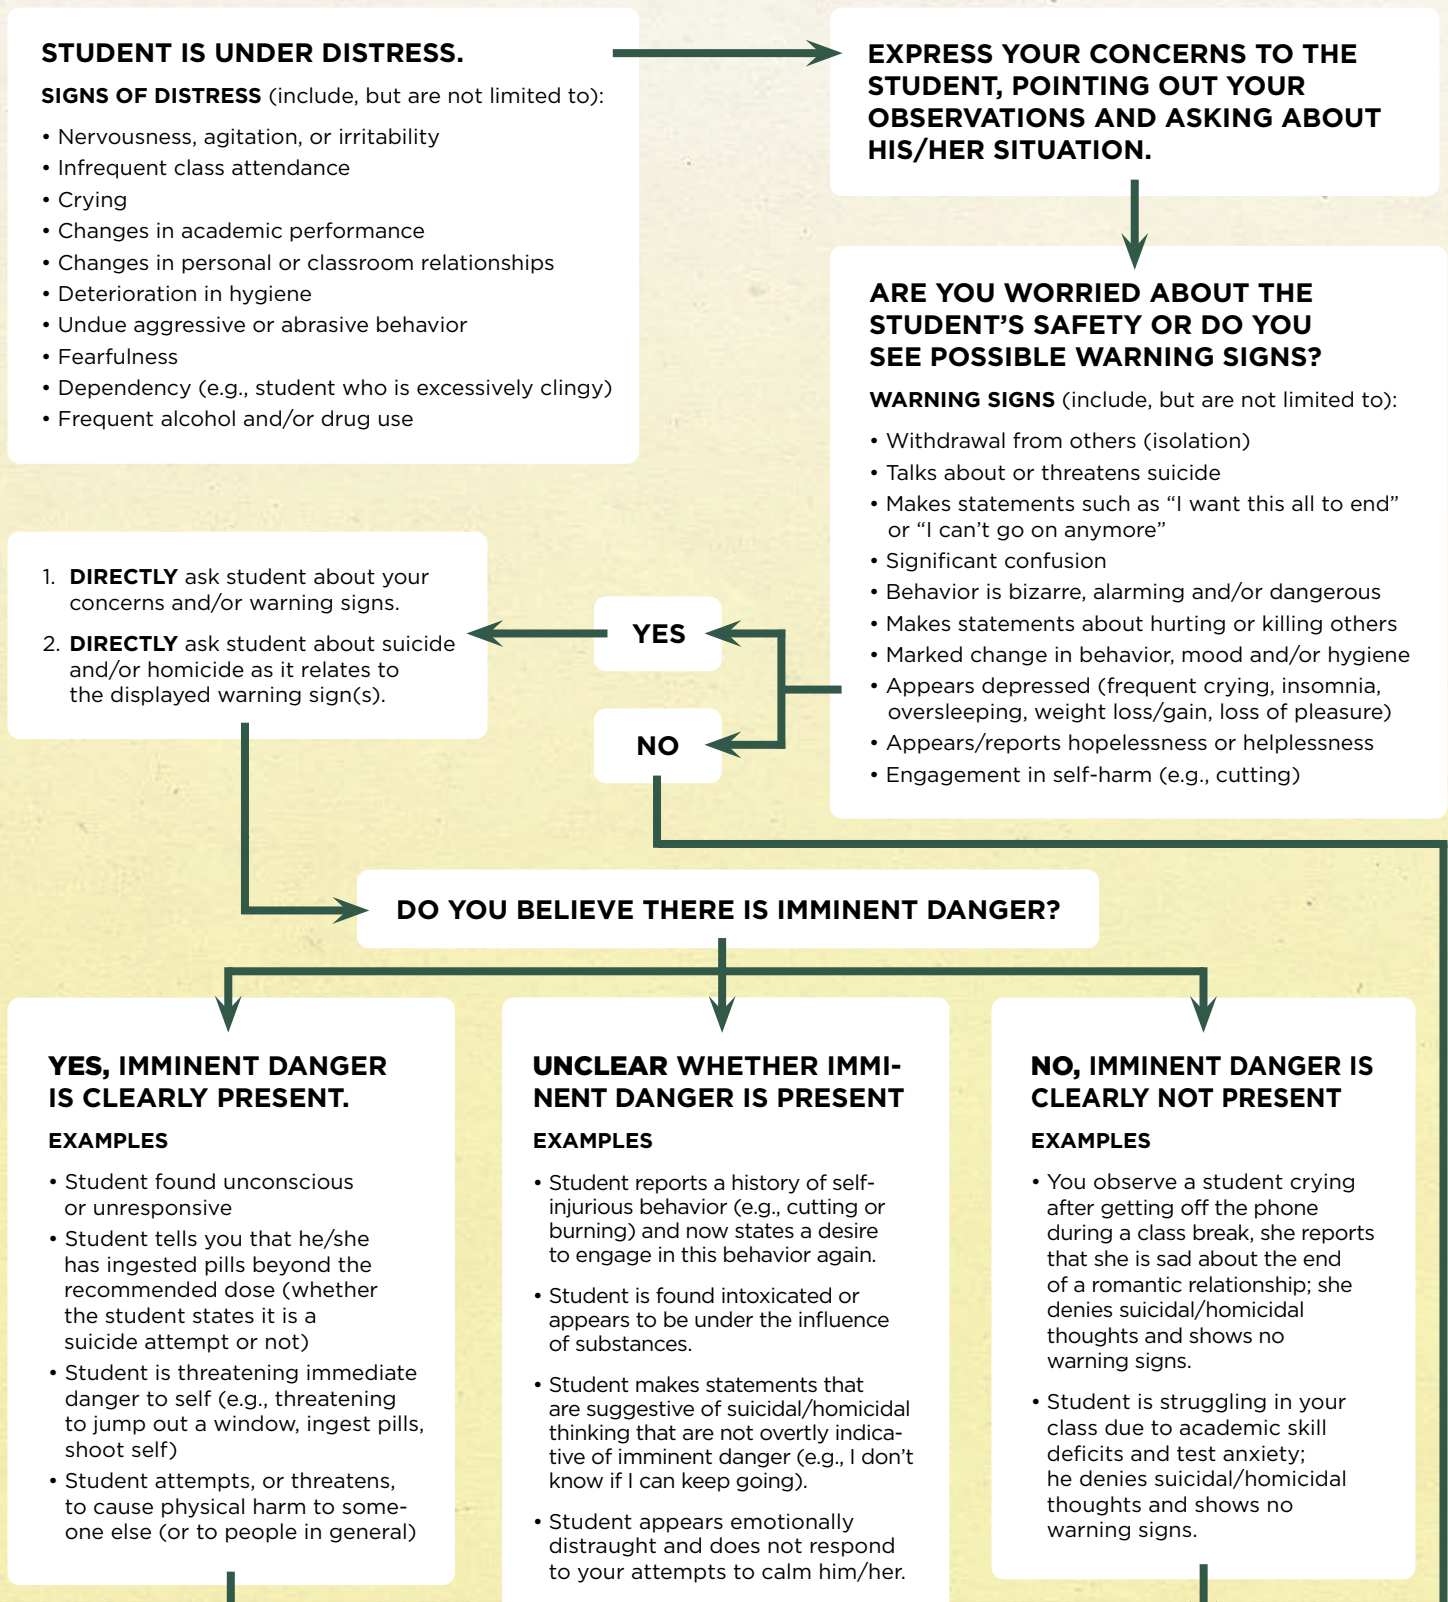 STUDENT IS UNDER DISTRESS.
SIGNS OF DISTRESS (include, but are not limited to):
• Nervousness, agitation, or irritability
• Infrequent class attendance
• Crying
• Changes in academic performance
• Changes in personal or classroom relationships
• Deterioration in hygiene
• Undue aggressive or abrasive behavior
• Fearfulness
• Dependency (e.g., student who is excessively clingy)
• Frequent alcohol and/or drug use
EXPRESS YOUR CONCERNS TO THE
STUDENT, POINTING OUT YOUR
OBSERVATIONS AND ASKING ABOUT
HIS/HER SITUATION.
ARE YOU WORRIED ABOUT THE
STUDENT’S SAFETY OR DO YOU
SEE POSSIBLE WARNING SIGNS?
WARNING SIGNS (include, but are not limited to):
• Withdrawal from others (isolation)
• Talks about or threatens suicide
• Makes statements such as “I want this all to end”
or “I can’t go on anymore”
• Significant confusion
• Behavior is bizarre, alarming and/or dangerous
• Makes statements about hurting or killing others
• Marked change in behavior, mood and/or hygiene
• Appears depressed (frequent crying, insomnia,
oversleeping, weight loss/gain, loss of pleasure)
• Appears/reports hopelessness or helplessness
• Engagement in self-harm (e.g., cutting)
YES
NO
1. DIRECTLY ask student about your
concerns and/or warning signs.
2. DIRECTLY ask student about suicide
and/or homicide as it relates to
the displayed warning sign(s).
DO YOU BELIEVE THERE IS IMMINENT DANGER?
YES, IMMINENT DANGER
IS CLEARLY PRESENT.
EXAMPLES
• Student found unconscious
or unresponsive
• Student tells you that he/she
has ingested pills beyond the
recommended dose (whether
the student states it is a
suicide attempt or not)
• Student is threatening immediate
danger to self (e.g., threatening
to jump out a window, ingest pills,
shoot self)
• Student attempts, or threatens,
to cause physical harm to some-
one else (or to people in general)
UNCLEAR WHETHER IMMI-
NENT DANGER IS PRESENT
EXAMPLES
• Student reports a history of self-
injurious behavior (e.g., cutting or
burning) and now states a desire
to engage in this behavior again.
• Student is found intoxicated or
appears to be under the influence
of substances.
• Student makes statements that
are suggestive of suicidal/homicidal
thinking that are not overtly indica-
tive of imminent danger (e.g., I don’t
know if I can keep going).
• Student appears emotionally
distraught and does not respond
to your attempts to calm him/her.
NO, IMMINENT DANGER IS
CLEARLY NOT PRESENT
EXAMPLES
• You observe a student crying
after getting off the phone
during a class break, she reports
that she is sad about the end
of a romantic relationship; she
denies suicidal/homicidal
thoughts and shows no
warning signs.
• Student is struggling in your
class due to academic skill
deficits and test anxiety;
he denies suicidal/homicidal
thoughts and shows no
warning signs.